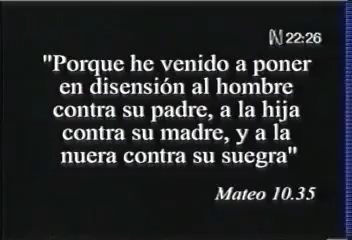 N 22:26
"Porque he venido a poner
en disensión al hombre
contra su padre, a la hija
contra su madre, y a la
nuera contra su suegra"
Mateo 10.35